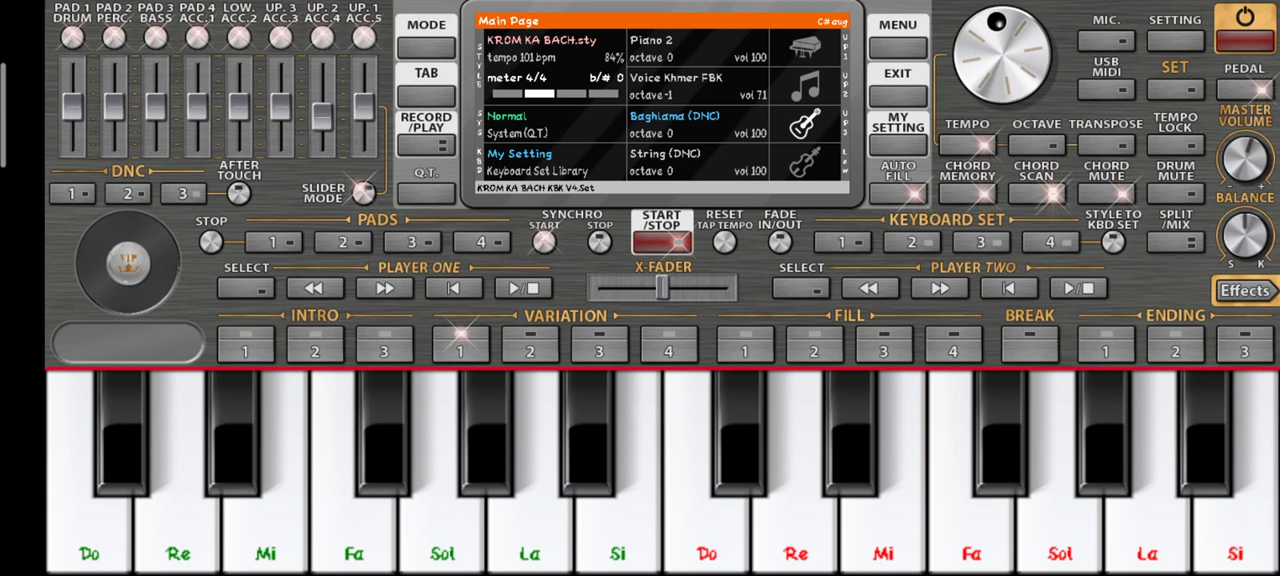 PAD 1 PAD 2 PAD 3 PAD 4 LOW. UP. 3 UP. 2 UP. 1
DRUM PERC. BASS ACC.1 ACC.2 ACC.3 ACC.4 ACC.5
DNC
1 2 3
AFTER
TOUCH
SLIDER
MODE
MODE
TAB
RECORD
/PLAY
Q.T.
Main Page C# aug
KROM KA BACH.sty
tempo 101 bpm 84%
meter 4/4 b/# 0
STYLE
Normal
System (Q.T)
SYS
My Setting
Keyboard Set Library
KBD
Piano 2
octave 0 vol 100
UP1
Voice Khmer FBK
octave -1 vol 71
UP2
Baghlama (DNC)
octave 0 vol 100
UP3
String (DNC)
octave 0 vol 100
Low
KROM KA BACH KBK V4.Set
MENU
EXIT
MY
SETTING
AUTO
FILL
MIC.
SETTING
USB
MIDI
SET
PEDAL
TEMPO OCTAVE TRANSPOSE TEMPO
LOCK
CHORD
MEMORY
CHORD
SCAN
CHORD
MUTE
DRUM
MUTE
MASTER
VOLUME
- +
BALANCE
S K
VIP
STOP
PADS
1 2 3 4
SYNCHRO
START STOP
START
/STOP
RESET
TAP TEMPO
FADE
IN/OUT
KEYBOARD SET
1 2 3 4
STYLE TO
KBD SET
SPLIT
/MIX
SELECT PLAYER ONE
X-FADER
SELECT PLAYER TWO
Effects
INTRO
1 2 3
VARIATION
1 2 3 4
FILL
1 2 3 4
BREAK
ENDING
1 2 3
Do Re Mi Fa Sol La Si Do Re Mi Fa Sol La Si